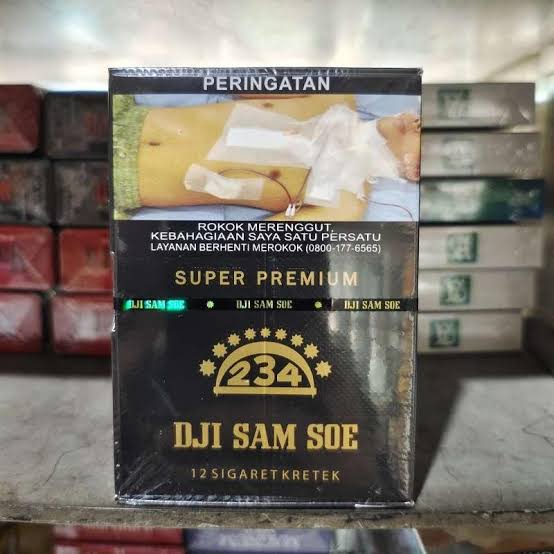 PERINGATAN
ROKOK MERENGGUT,
KEBAHAGIAAN SAYA SATU PERSATU
LAYANAN BERHENTI MEROKOK (0800-177-6565)
SUPER PREMIUM
DJI SAM SOE DJI SAM SOE DJI SAM SOE
234
DJI SAM SOE
12 SIGARET KRETEK